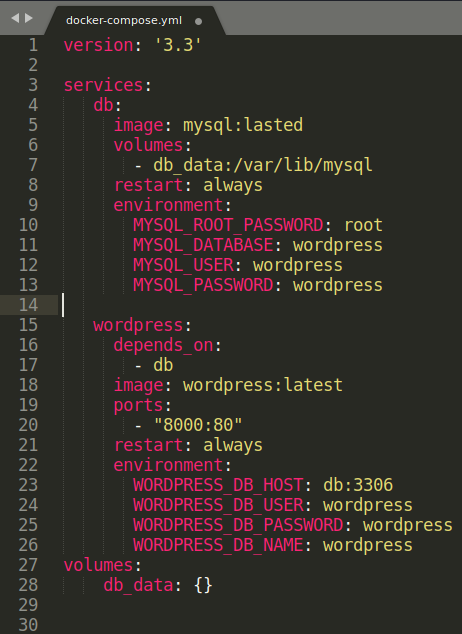 docker-compose.yml
1 version: '3.3'
2
3 services:
4    db:
5      image: mysql:lasted
6      volumes:
7        - db_data:/var/lib/mysql
8      restart: always
9      environment:
10       MYSQL_ROOT_PASSWORD: root
11       MYSQL_DATABASE: wordpress
12       MYSQL_USER: wordpress
13       MYSQL_PASSWORD: wordpress
14
15   wordpress:
16     depends_on:
17       - db
18     image: wordpress:latest
19     ports:
20       - "8000:80"
21     restart: always
22     environment:
23       WORDPRESS_DB_HOST: db:3306
24       WORDPRESS_DB_USER: wordpress
25       WORDPRESS_DB_PASSWORD: wordpress
26       WORDPRESS_DB_NAME: wordpress
27 volumes:
28     db_data: {}
29
30